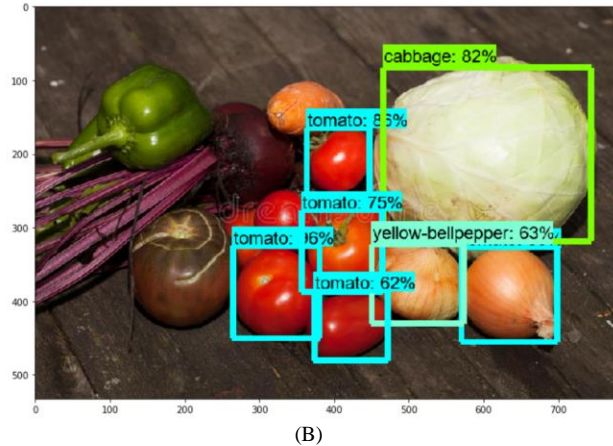 0
100
200
300
400
500
cabbage: 82%
tomato: 86%
tomato: 75%
yellow-bellpepper: 63%
tomato: 96%
tomato: 62%
0 100 200 300 400 500 600 700
(B)